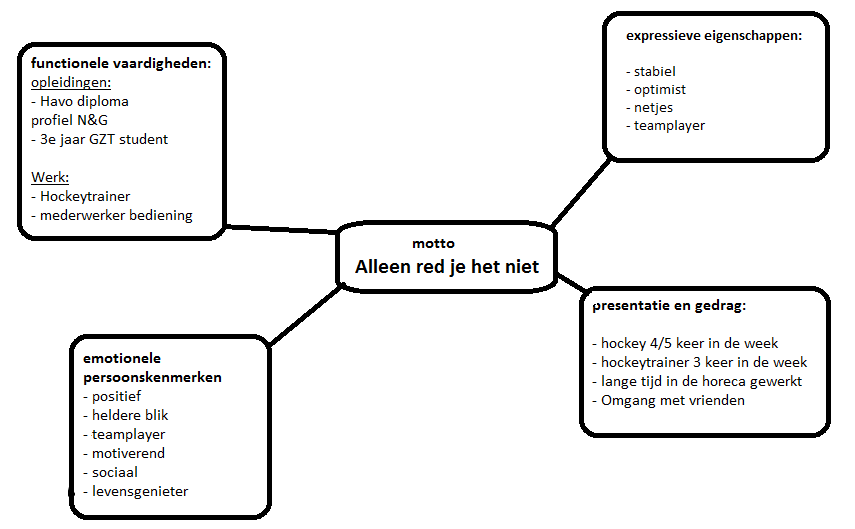 functionele vaardigheden:
opleidingen:
- Havo diploma
profiel N&G
- 3e jaar GZT student
Werk:
- Hockeytrainer
- mederwerker bediening
expressieve eigenschappen:
- stabiel
- optimist
- netjes
- teamplayer
motto
Alleen red je het niet
emotionele
persoonskenmerken
- positief
- heldere blik
- teamplayer
- motiverend
- sociaal
- levensgenieter
presentatie en gedrag:
- hockey 4/5 keer in de week
- hockeytrainer 3 keer in de week
- lange tijd in de horeca gewerkt
- Omgang met vrienden